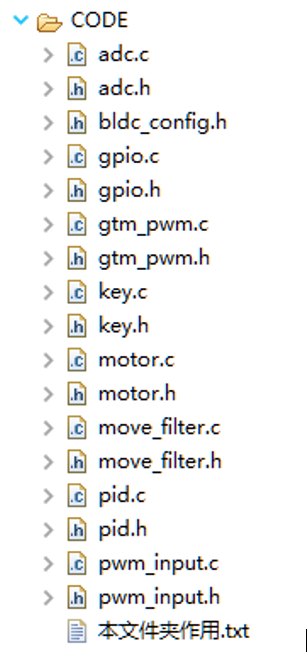 CODE
adc.c
adc.h
bldc_config.h
gpio.c
gpio.h
gtm_pwm.c
gtm_pwm.h
key.c
key.h
motor.c
motor.h
move_filter.c
move_filter.h
pid.c
pid.h
pwm_input.c
pwm_input.h
本文件夹作用.txt